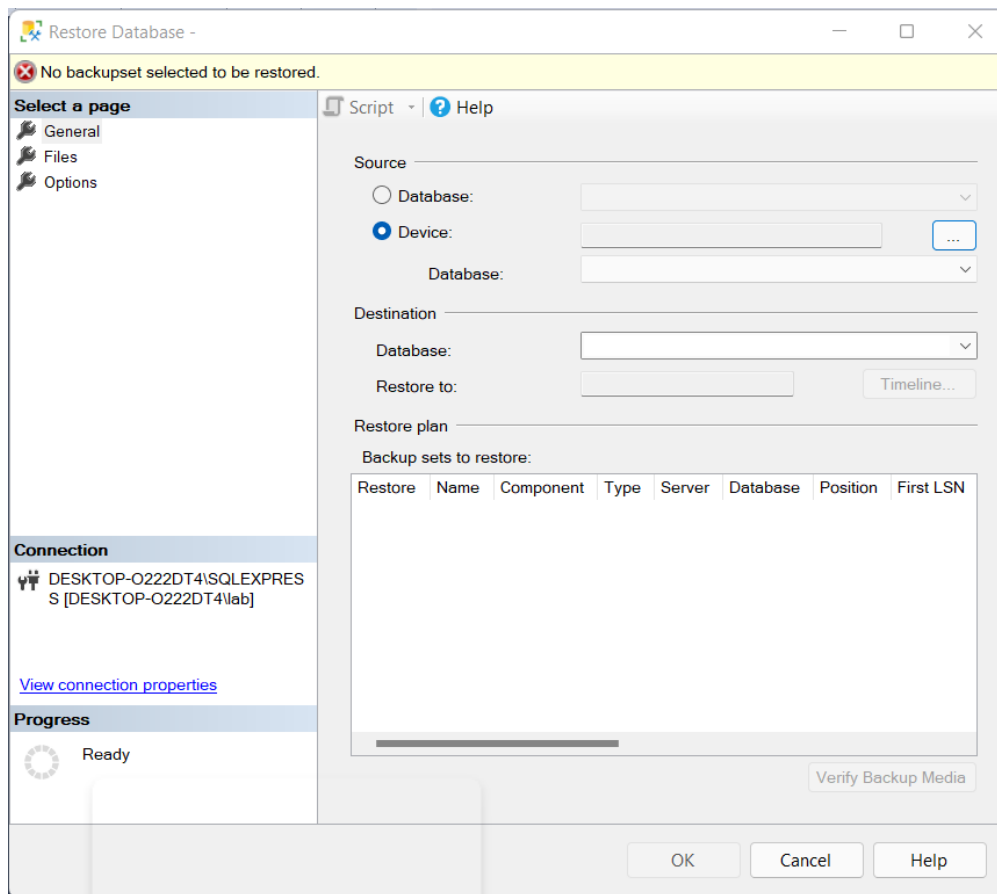 Restore Database -
No backupset selected to be restored.
Select a page
General
Files
Options
Script
Help
Source
Database:
Device:
...
Database:
Destination
Database:
Restore to:
Timeline...
Restore plan
Backup sets to restore:
Restore Name Component Type Server Database Position First LSN
Connection
DESKTOP-O222DT4\SQLEXPRES
S [DESKTOP-O222DT4\lab]
View connection properties
Progress
Ready
Verify Backup Media
OK
Cancel
Help